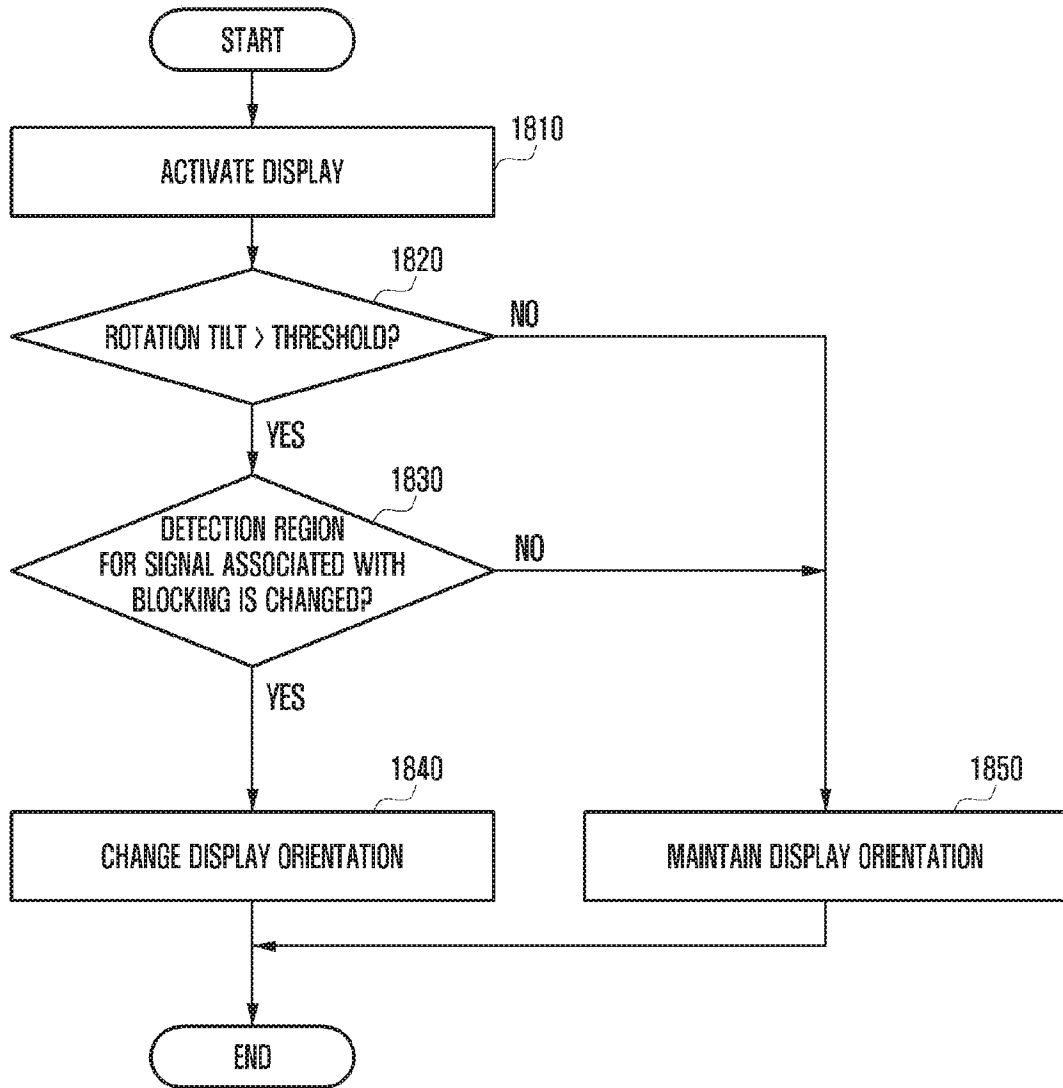 START
1810
ACTIVATE DISPLAY
1820
ROTATION TILT > THRESHOLD?
NO
YES
1830
DETECTION REGION
FOR SIGNAL ASSOCIATED WITH
BLOCKING IS CHANGED?
NO
YES
1840
CHANGE DISPLAY ORIENTATION
1850
MAINTAIN DISPLAY ORIENTATION
END